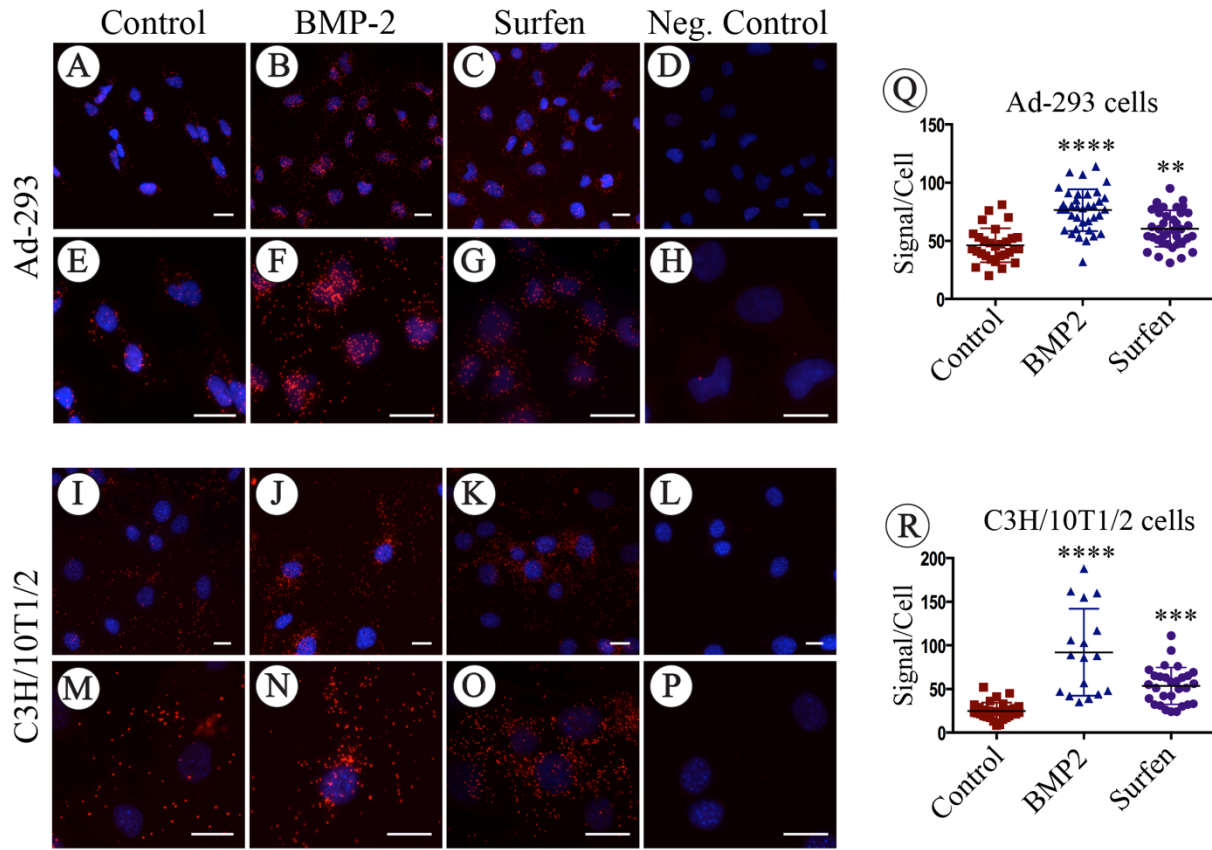 Control BMP-2 Surfen Neg. Control
Ad-293
A B C D
E F G H
C3H/10T1/2
I J K L
M N O P
Q Ad-293 cells
Signal/Cell
150
100
50
0
****
**
Control BMP2 Surfen
R C3H/10T1/2 cells
Signal/Cell
200
150
100
50
0
****
***
Control BMP2 Surfen